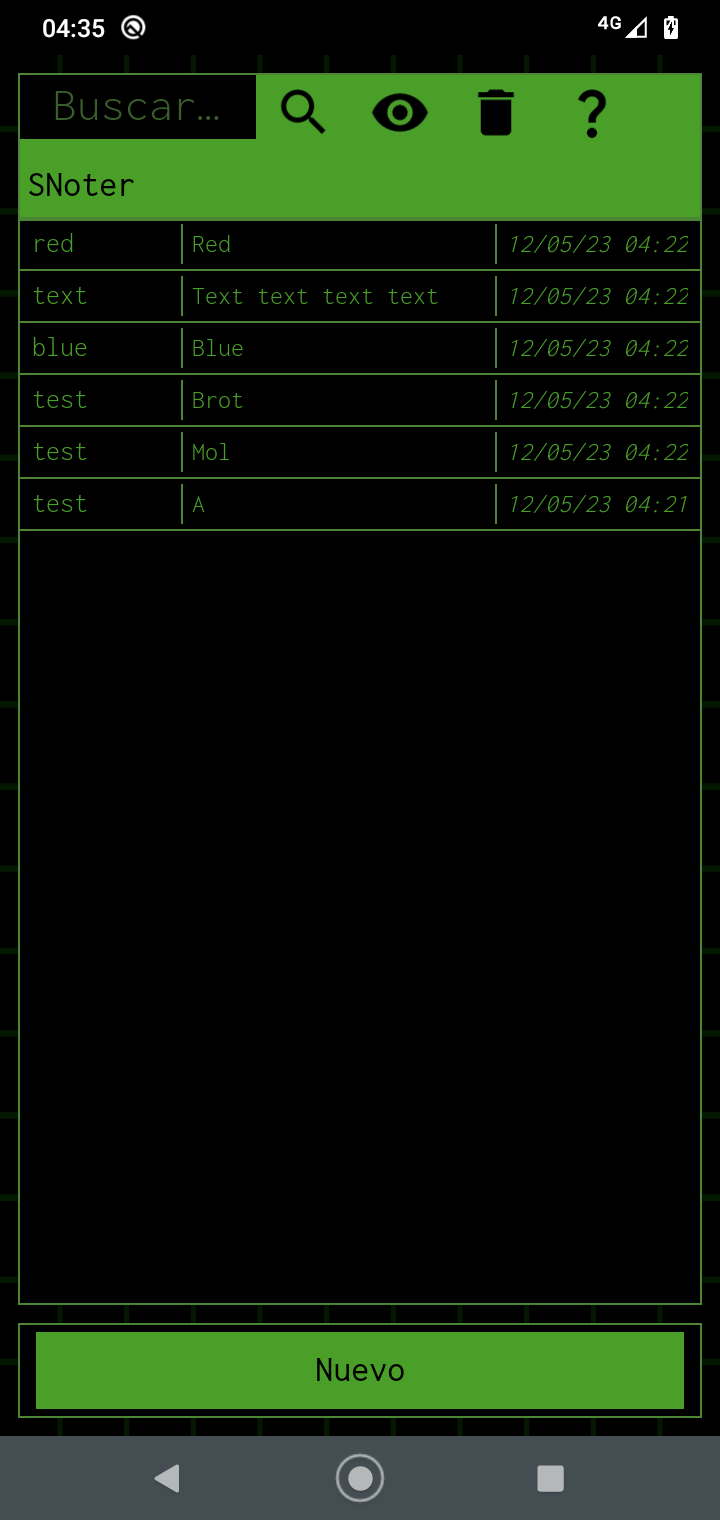 04:35 4G
Buscar…
SNoter
red Red 12/05/23 04:22
text Text text text text 12/05/23 04:22
blue Blue 12/05/23 04:22
test Brot 12/05/23 04:22
test Mol 12/05/23 04:22
test A 12/05/23 04:21
Nuevo